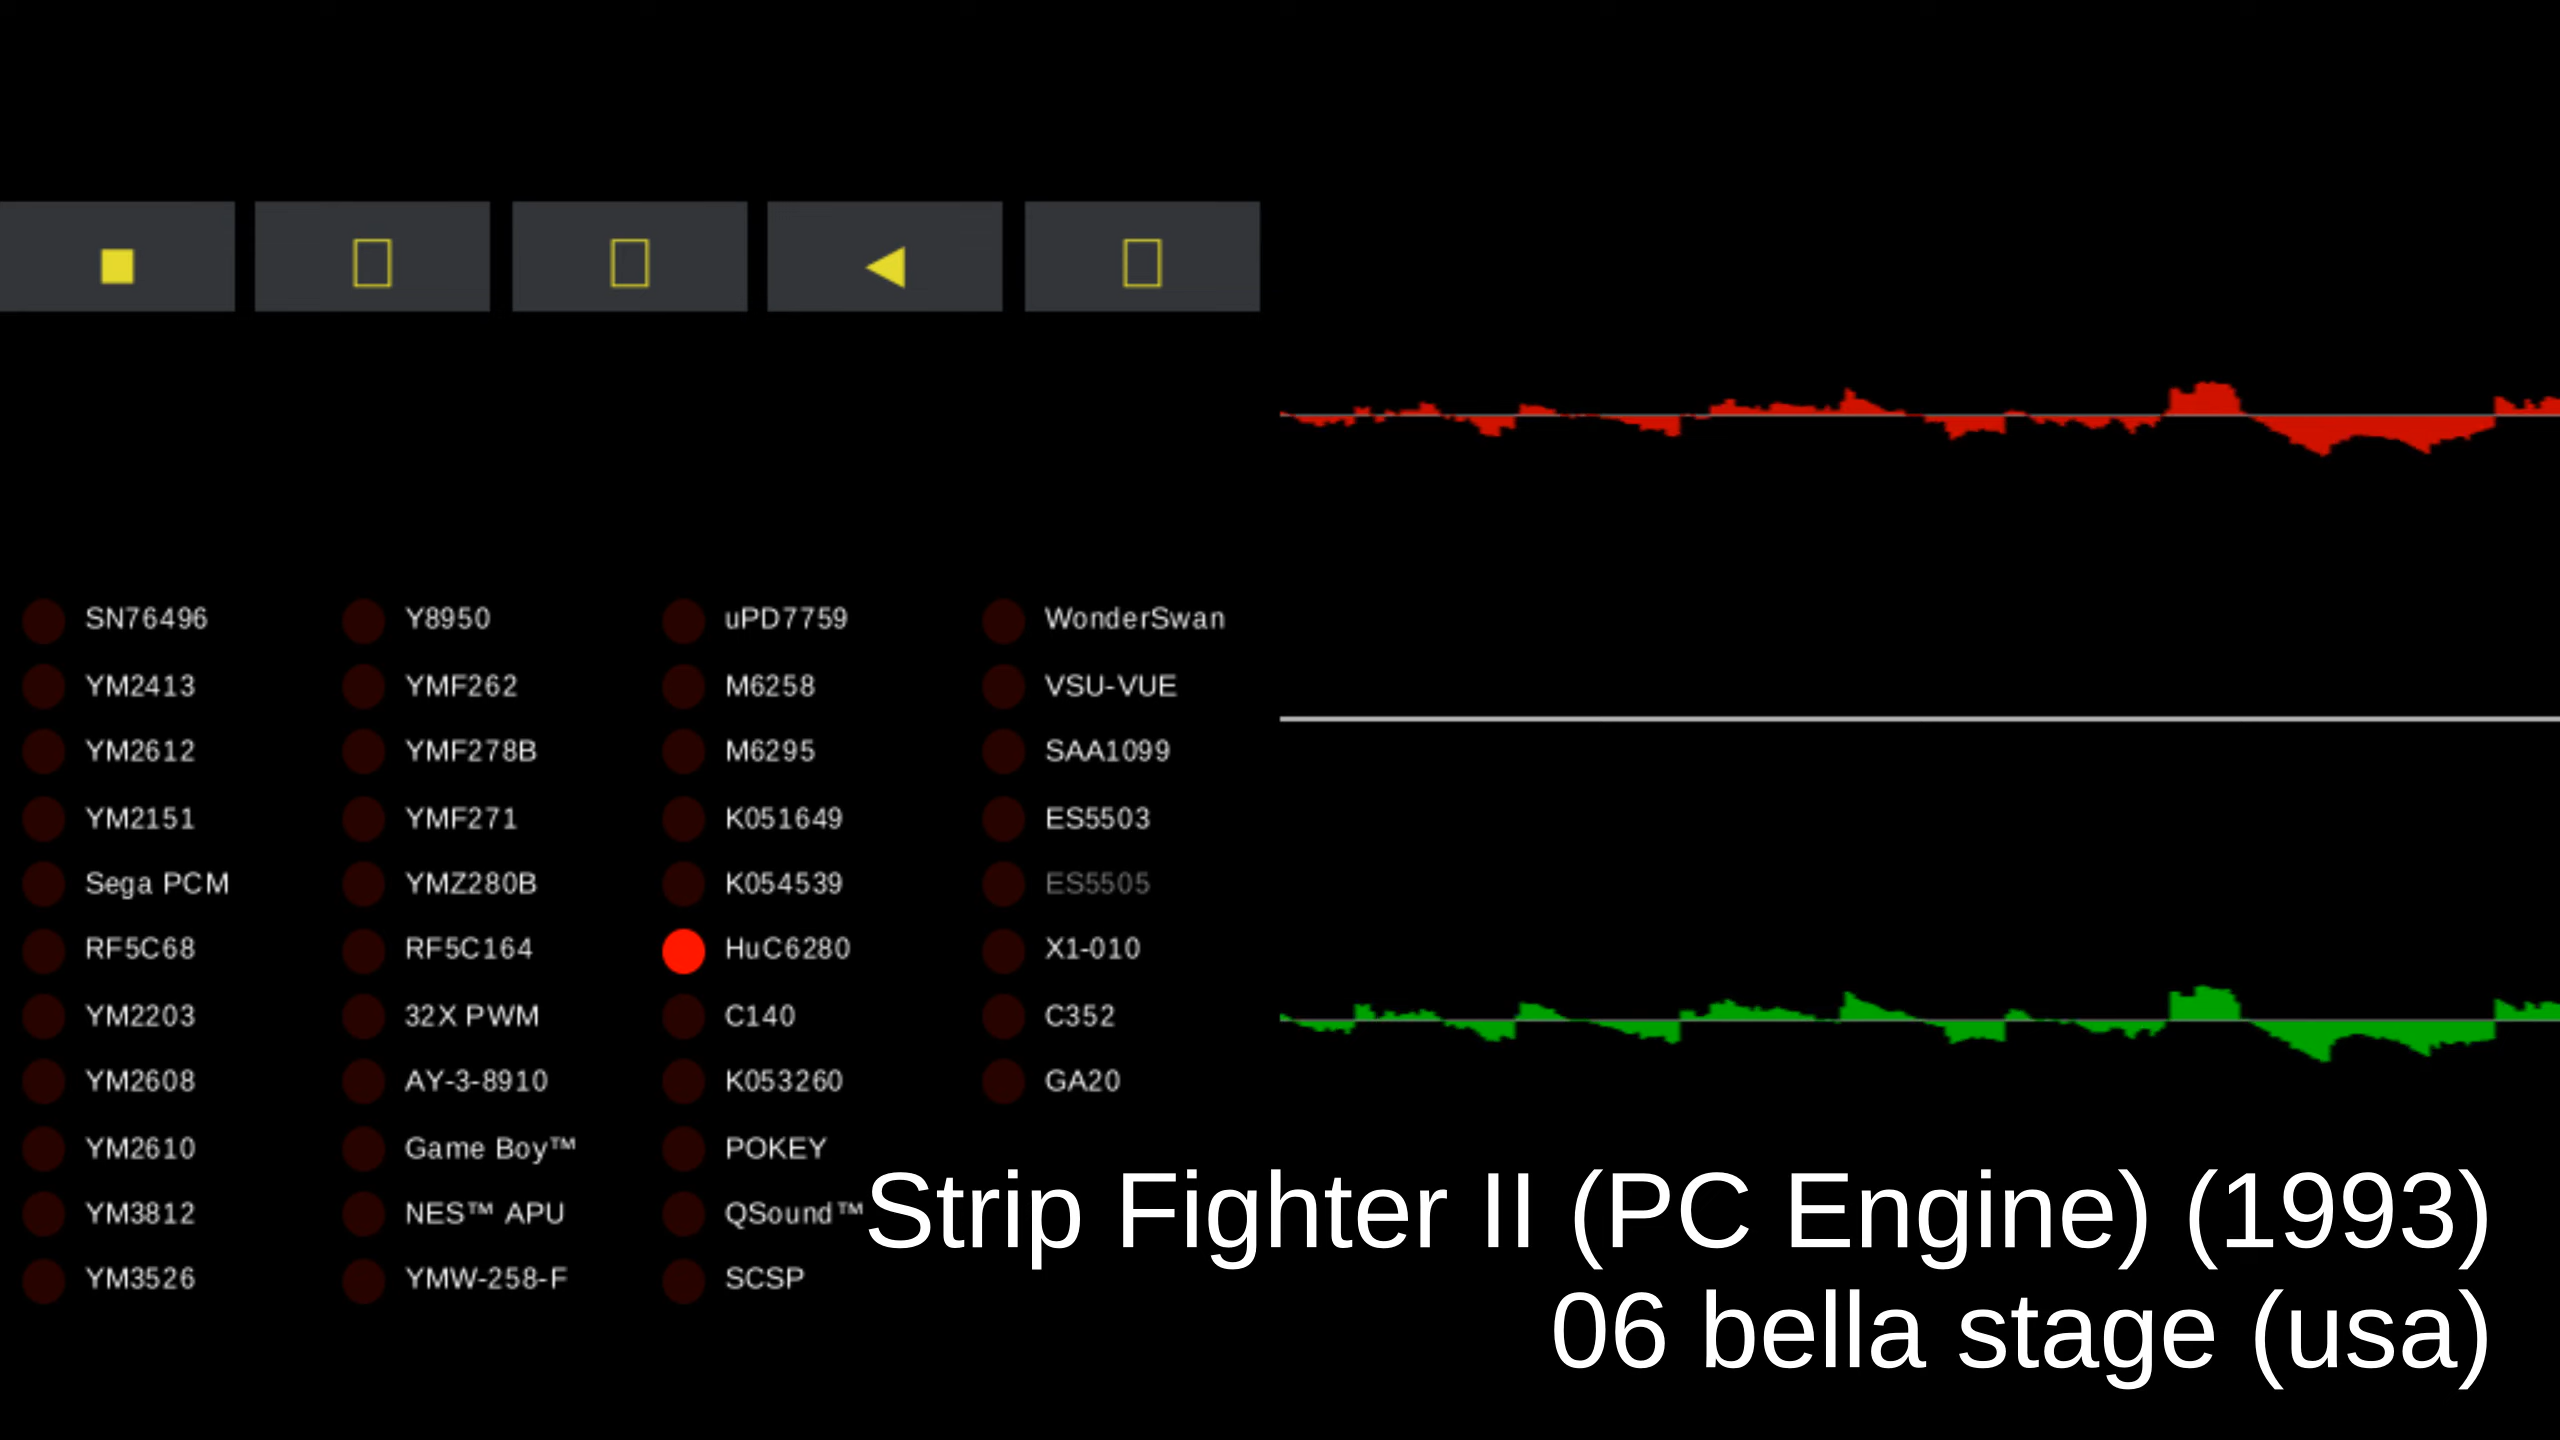 SN76496
YM2413
YM2612
YM2151
Sega PCM
RF5C68
YM2203
YM2608
YM2610
YM3812
YM3526
Y8950
YMF262
YMF278B
YMF271
YMZ280B
RF5C164
32X PWM
AY-3-8910
Game Boy™
NES™ APU
YMW-258-F
uPD7759
M6258
M6295
K051649
K054539
HuC6280
C140
K053260
POKEY
QSound™
SCSP
WonderSwan
VSU-VUE
SAA1099
ES5503
ES5505
X1-010
C352
GA20
Strip Fighter II (PC Engine) (1993)
06 bella stage (usa)